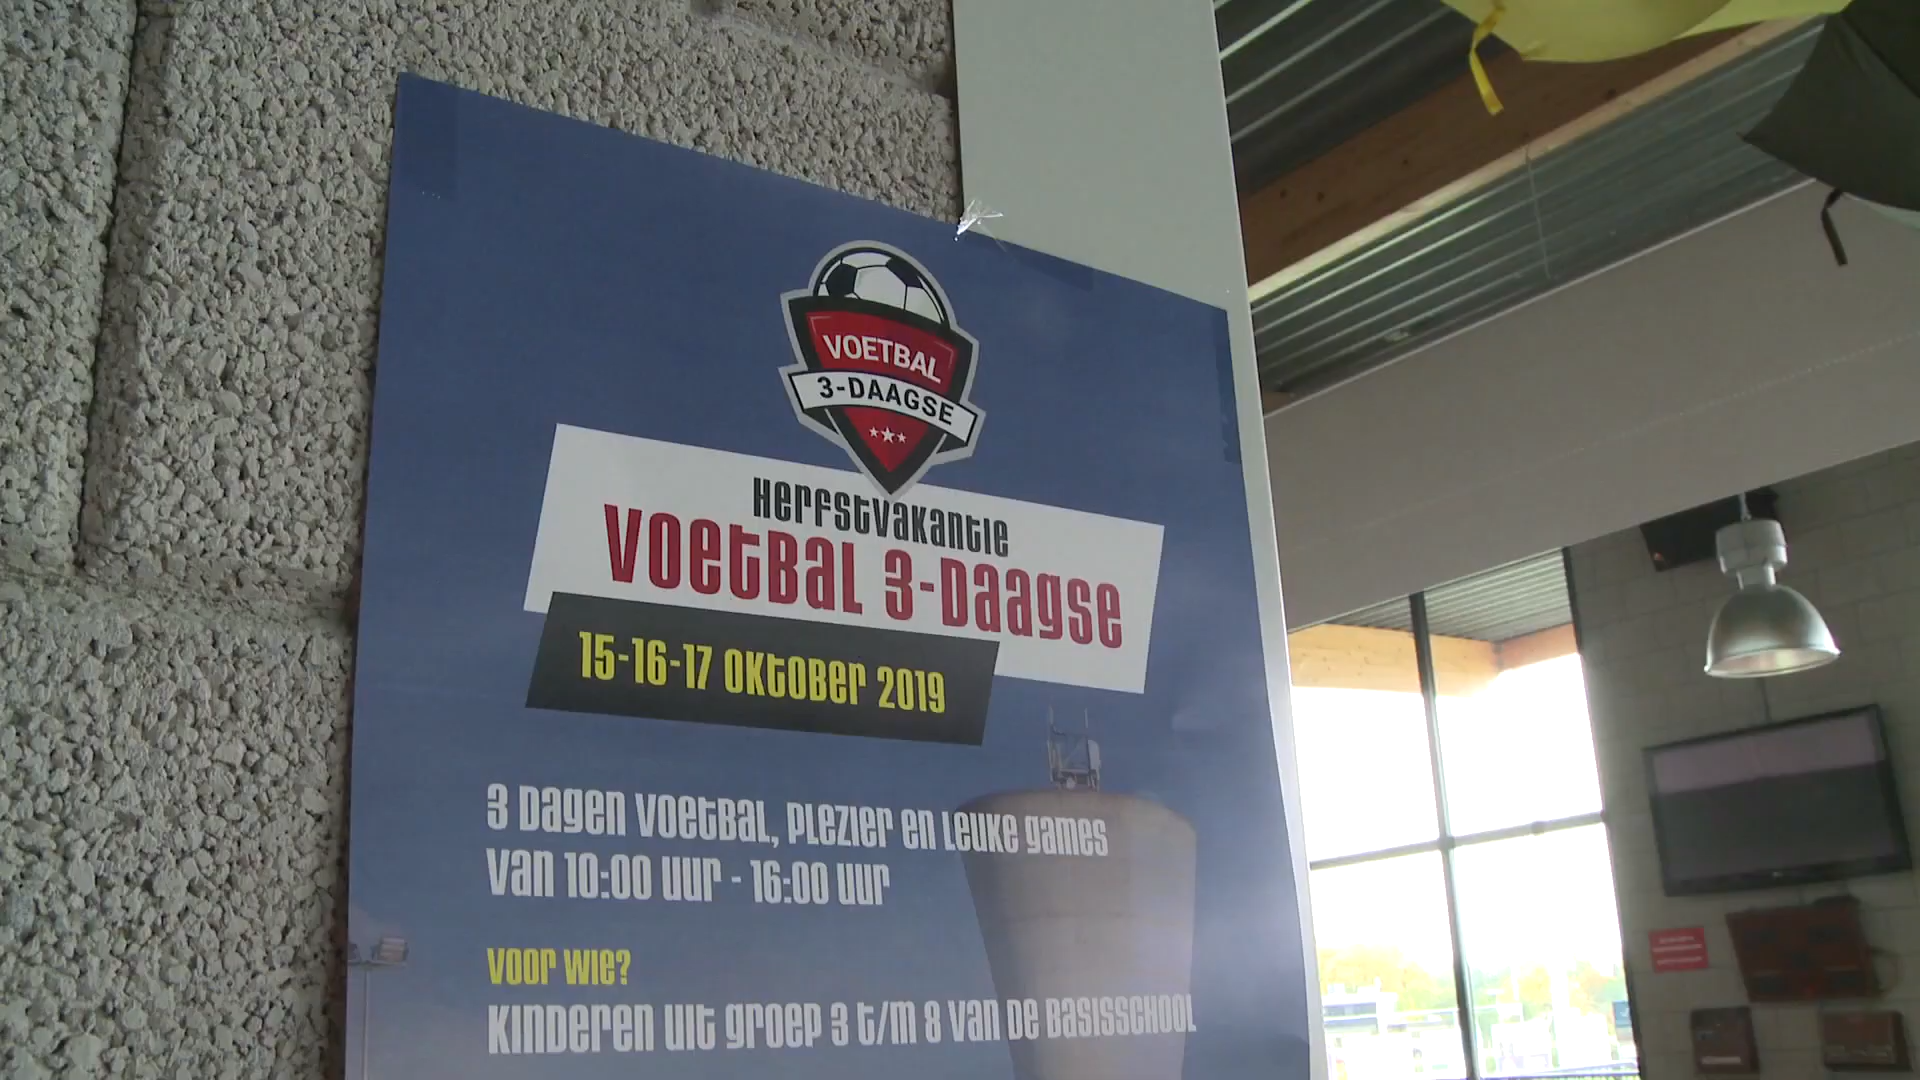 VOETBAL
3-DAAGSE
Herfstvakantie
Voetbal 3-Daagse
15-16-17 oktober 2019
3 dagen voetbal, plezier en leuke games
van 10:00 uur - 16:00 uur
Voor wie?
Kinderen uit groep 3 t/m 8 van de basisschool